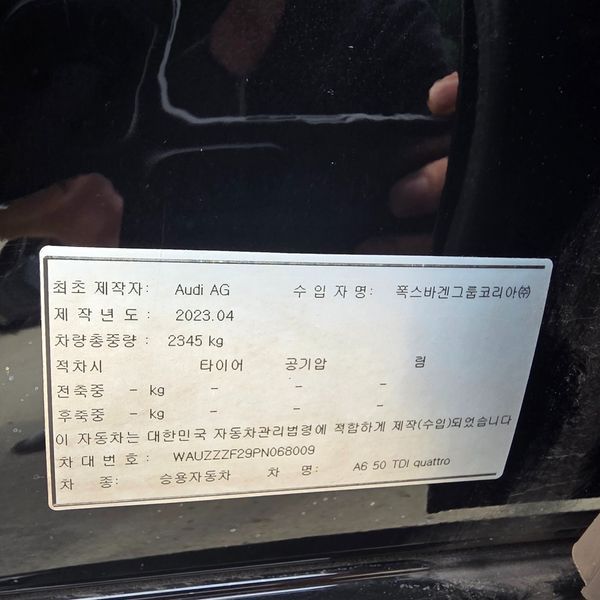 최초 제작자: Audi AG 수 입 자 명: 폭스바겐그룹코리아㈜
제 작 년 도 : 2023.04
차량총중량 : 2345 kg
적차시 타이어 공기압 림
전축중 - kg - - -
후축중 - kg - - -
이 자동차는 대한민국 자동차관리법령에 적합하게 제작(수입)되었습니다
차 대 번 호 : WAUZZZF29PN068009
차 종: 승용자동차 차 명: A6 50 TDI quattro